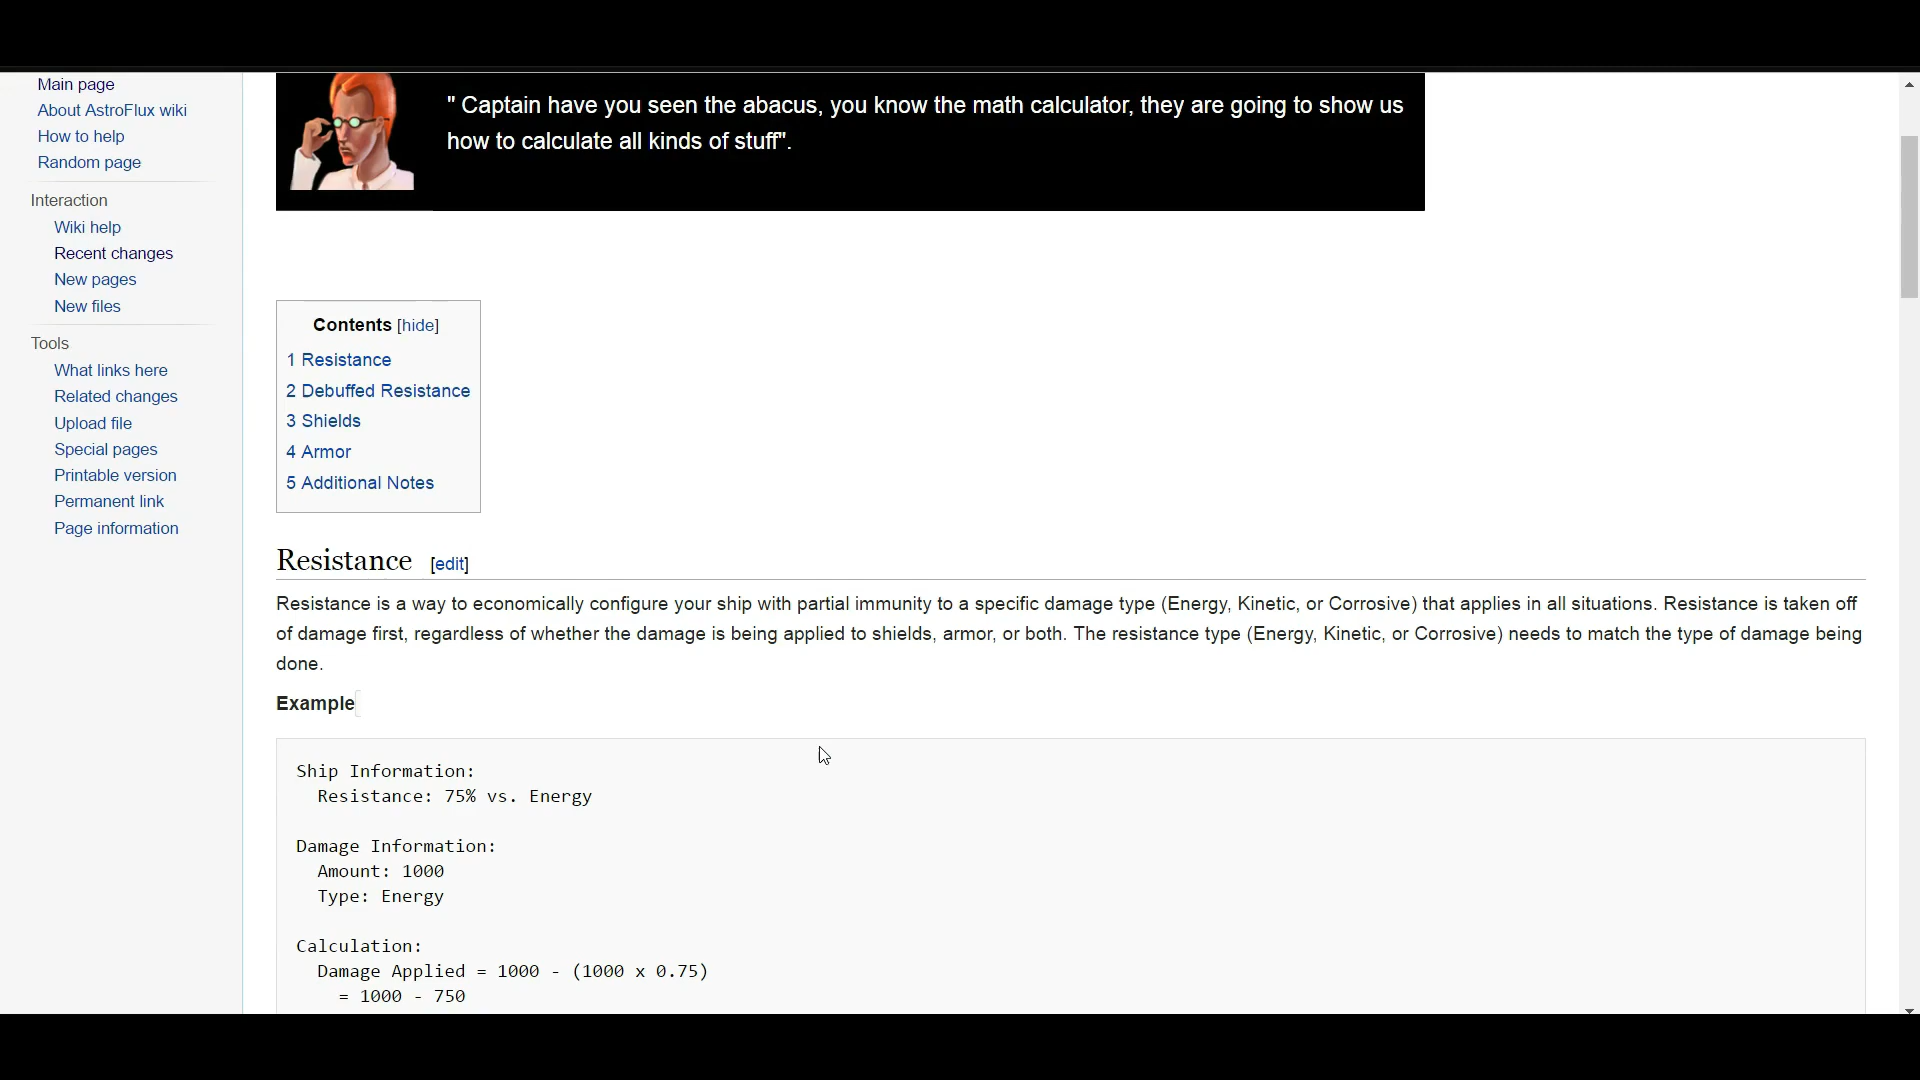 Main page
About AstroFlux wiki
How to help
Random page
Interaction
Wiki help
Recent changes
New pages
New files
Tools
What links here
Related changes
Upload file
Special pages
Printable version
Permanent link
Page information
" Captain have you seen the abacus, you know the math calculator, they are going to show us
how to calculate all kinds of stuff".
Contents [hide]
1 Resistance
2 Debuffed Resistance
3 Shields
4 Armor
5 Additional Notes
Resistance [edit]
Resistance is a way to economically configure your ship with partial immunity to a specific damage type (Energy, Kinetic, or Corrosive) that applies in all situations. Resistance is taken off
of damage first, regardless of whether the damage is being applied to shields, armor, or both. The resistance type (Energy, Kinetic, or Corrosive) needs to match the type of damage being
done.
Example
Ship Information:
Resistance: 75% vs. Energy
Damage Information:
Amount: 1000
Type: Energy
Calculation:
Damage Applied = 1000 - (1000 x 0.75)
= 1000 - 750